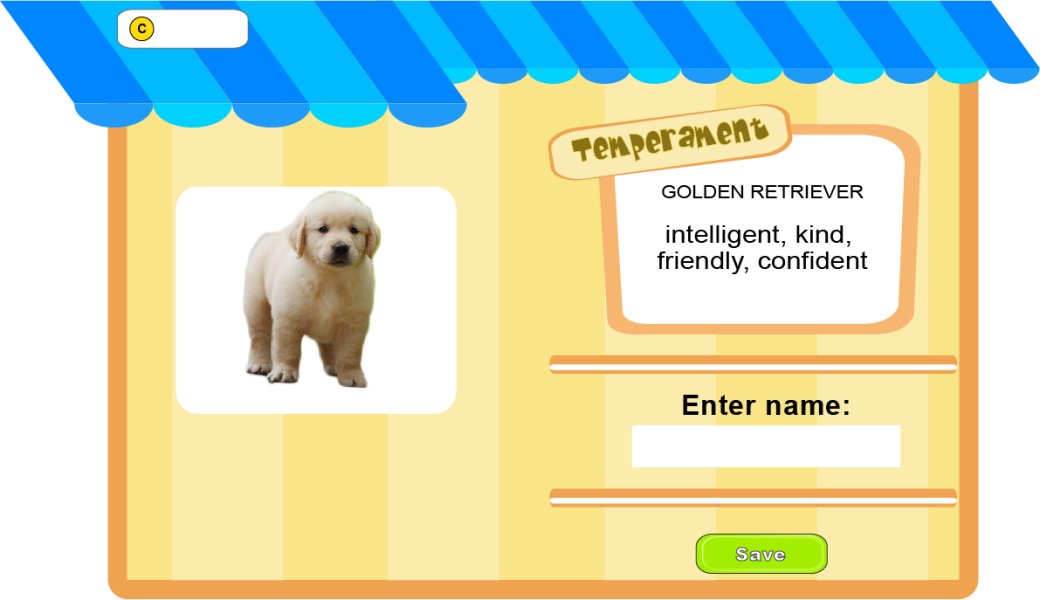 C
Temperament
GOLDEN RETRIEVER
intelligent, kind,
friendly, confident
Enter name:
Save